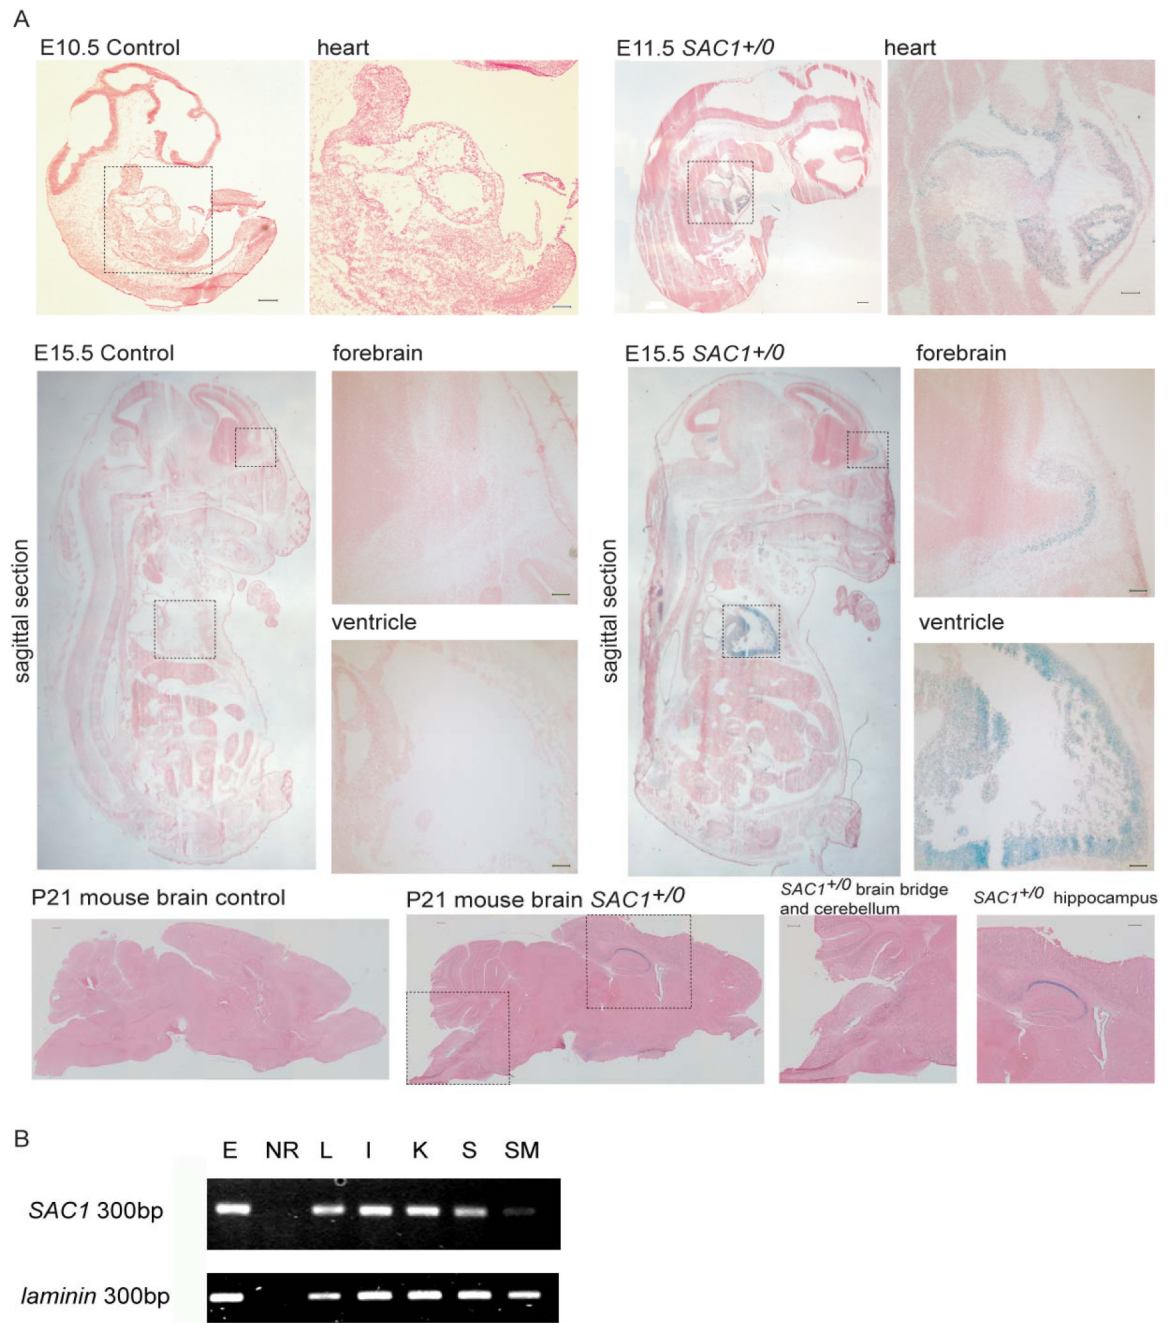 A
E10.5 Control
heart
E11.5 SAC1+/0
heart
E15.5 Control
forebrain
E15.5 SAC1+/0
forebrain
sagittal section
ventricle
sagittal section
ventricle
P21 mouse brain control
P21 mouse brain SAC1+/0
SAC1+/0 brain bridge
and cerebellum
SAC1+/0 hippocampus
B
E NR L I K S SM
SAC1 300bp
laminin 300bp